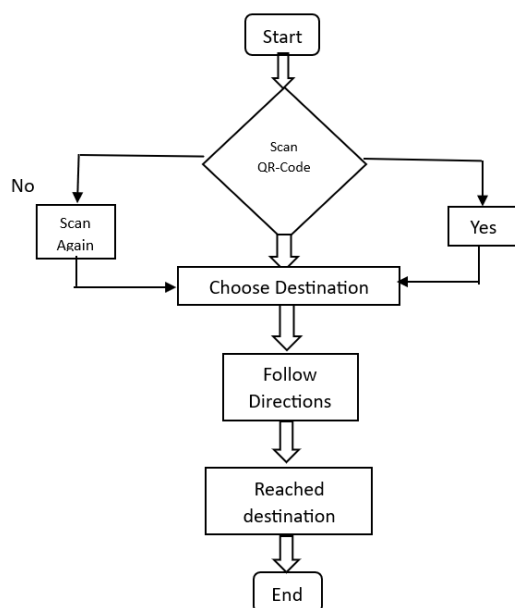 Start
Scan
QR-Code
No
Scan
Again
Yes
Choose Destination
Follow
Directions
Reached
destination
End